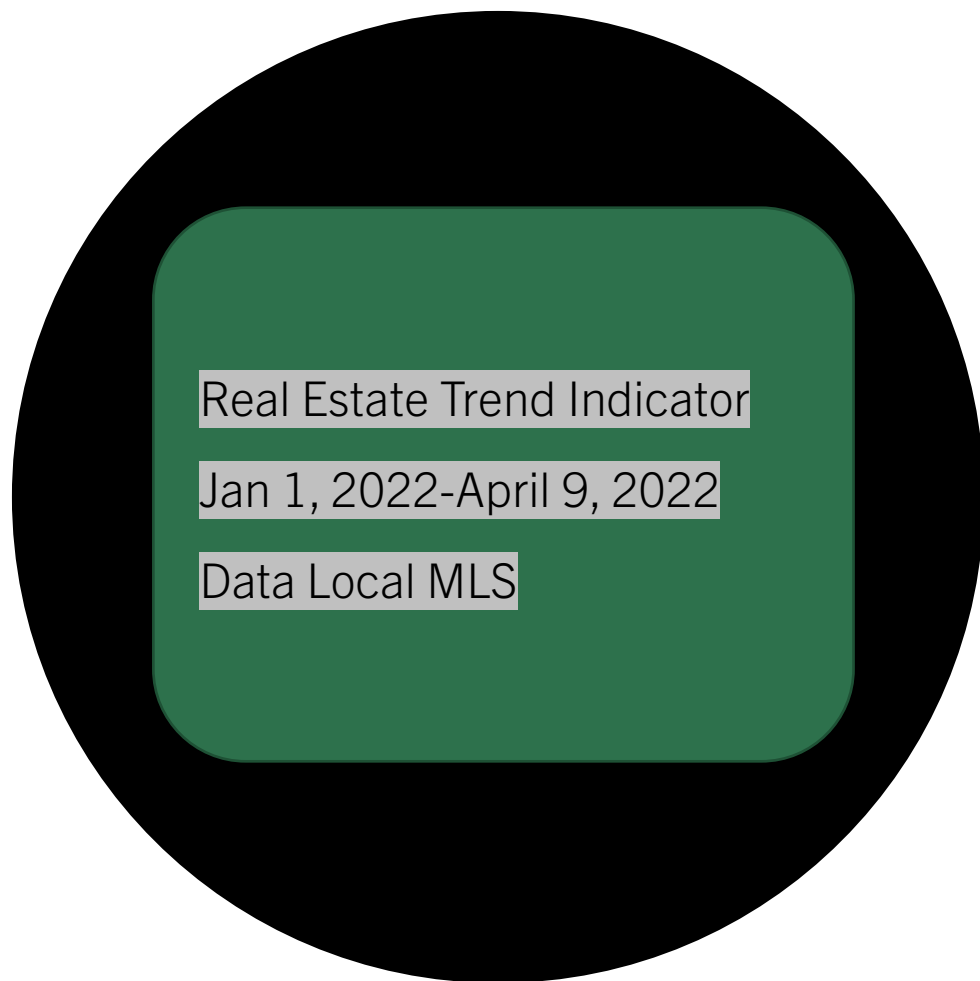 Real Estate Trend Indicator
Jan 1, 2022-April 9, 2022
Data Local MLS